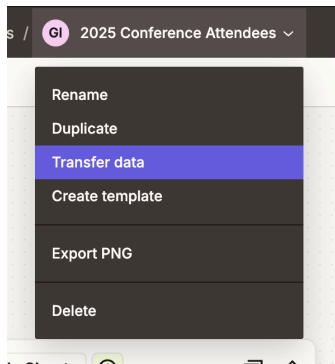 s / GI 2025 Conference Attendees
Rename
Duplicate
Transfer data
Create template
Export PNG
Delete